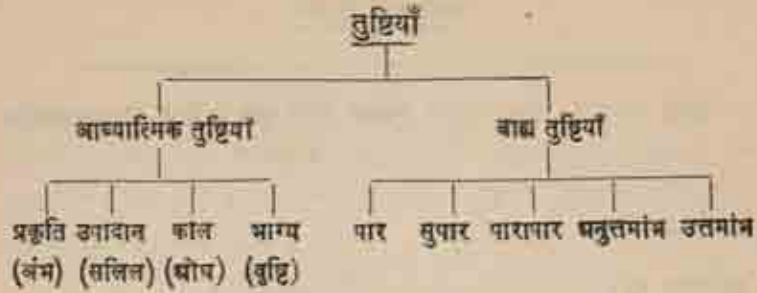 तुष्टियाँ
आध्यात्मिक तुष्टियाँ बाह्य तुष्टियाँ
प्रकृति उपादान काल भाग्य पार सुपार पारापार अनुत्तमांभ उत्तमांभ
(अंभ) (सलिल) (ओघ) (वृष्टि)